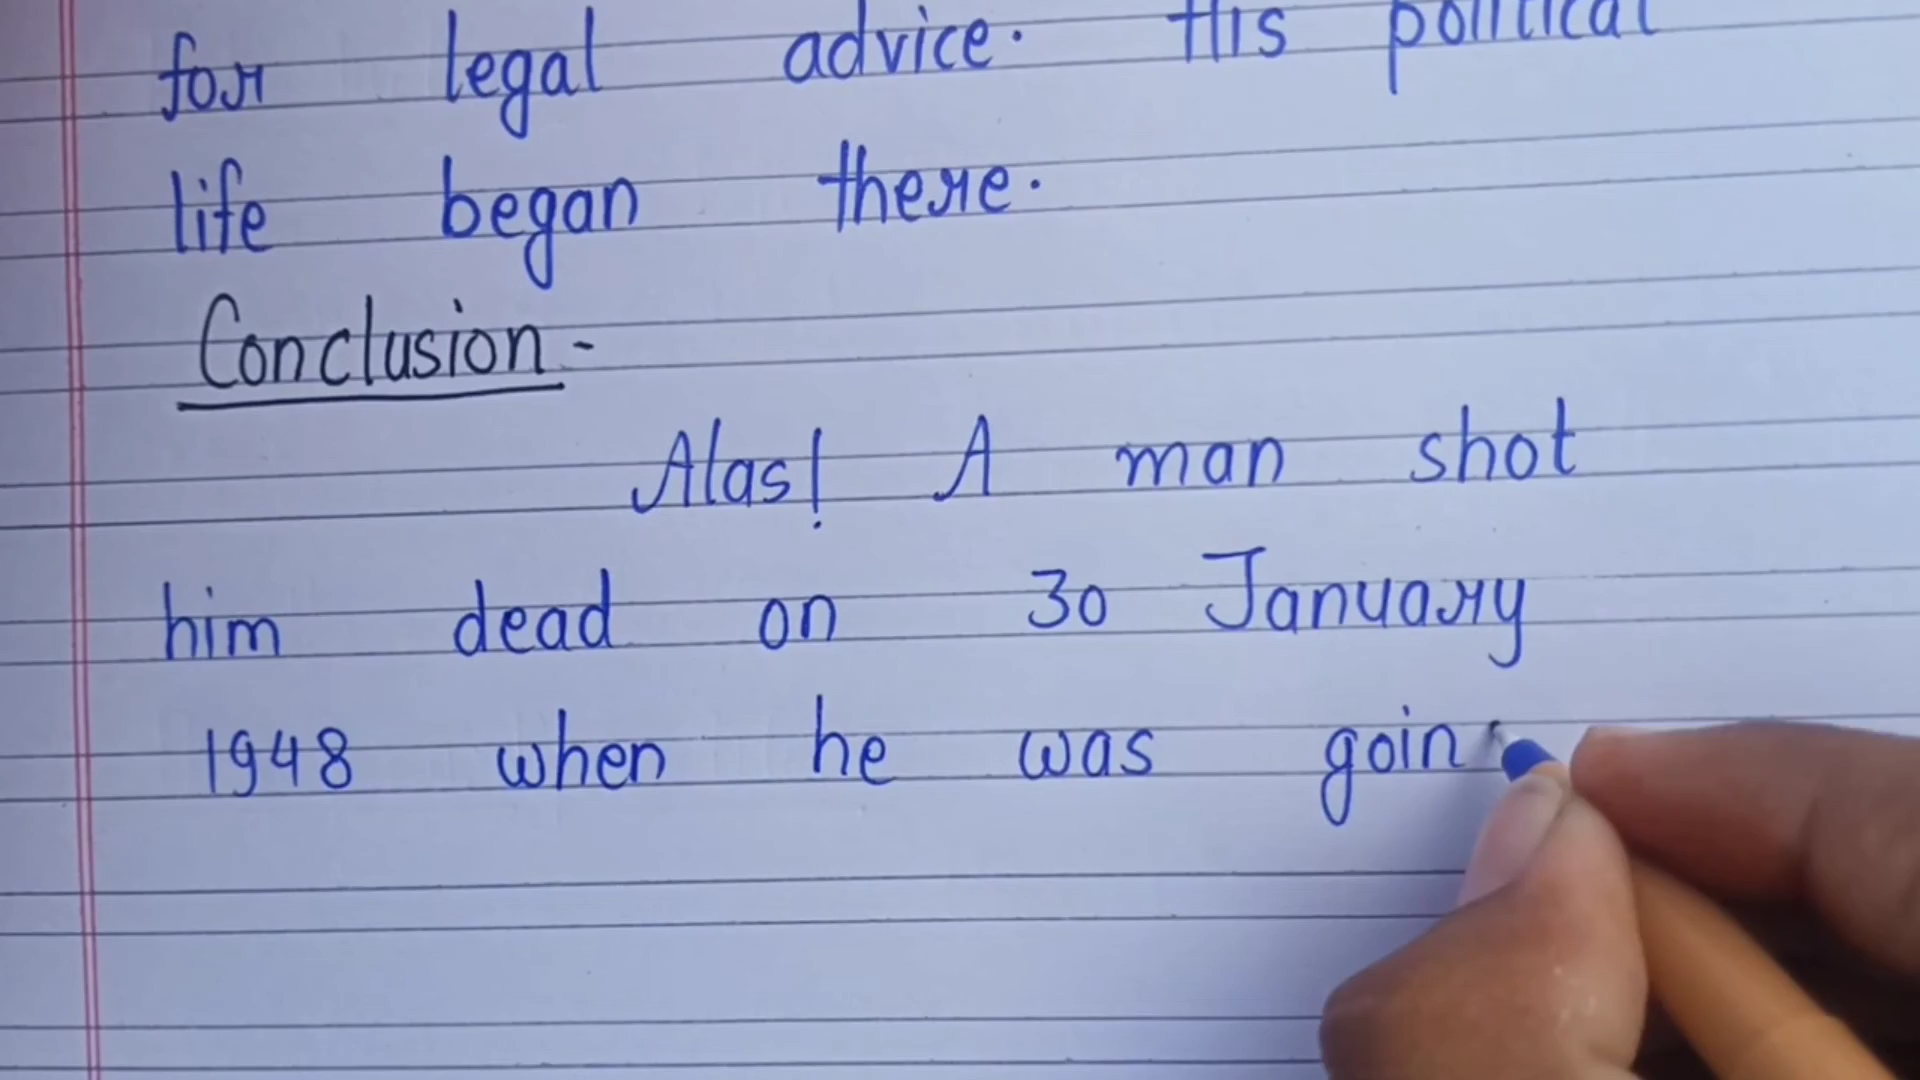 for legal advice. His political
life began there.
Conclusion -
Alas! A man shot
him dead on 30 January
1948 when he was goin